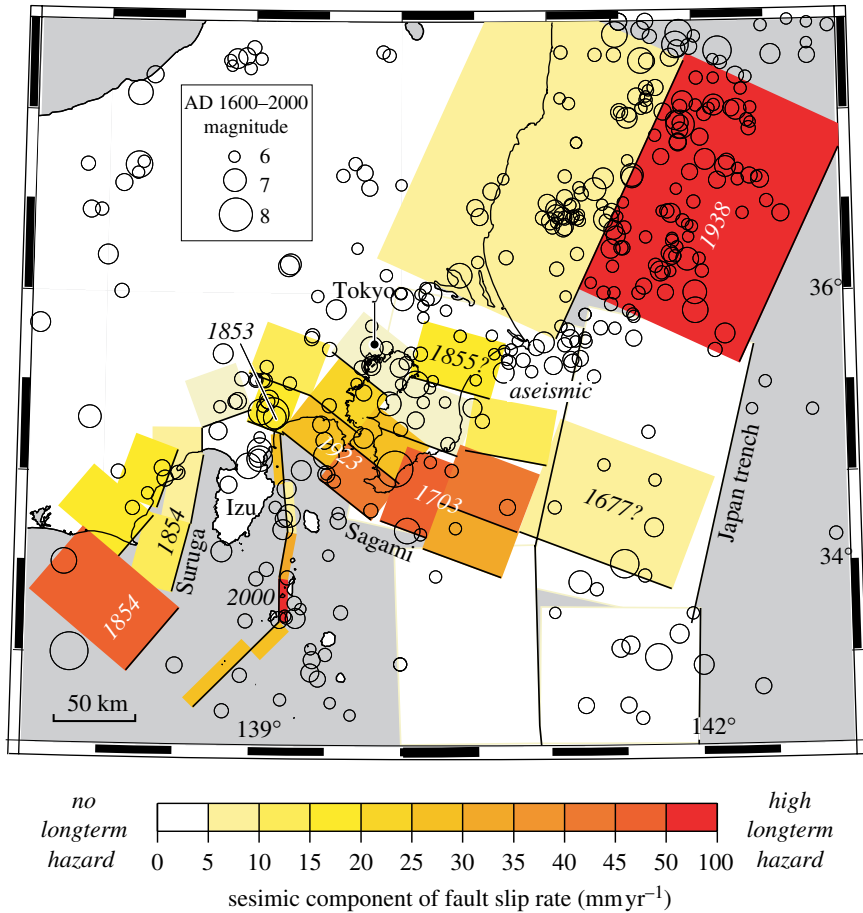 AD 1600–2000
magnitude
6
7
8
1938
36°
Tokyo
1853
1855?
aseismic
1923
1703
1677?
Japan trench
Izu
1854
Suruga
Sagami
34°
2000
1854
50 km
139°
142°
no
longterm
hazard
high
longterm
hazard
0 5 10 15 20 25 30 35 40 45 50 100
sesimic component of fault slip rate (mm yr⁻¹)